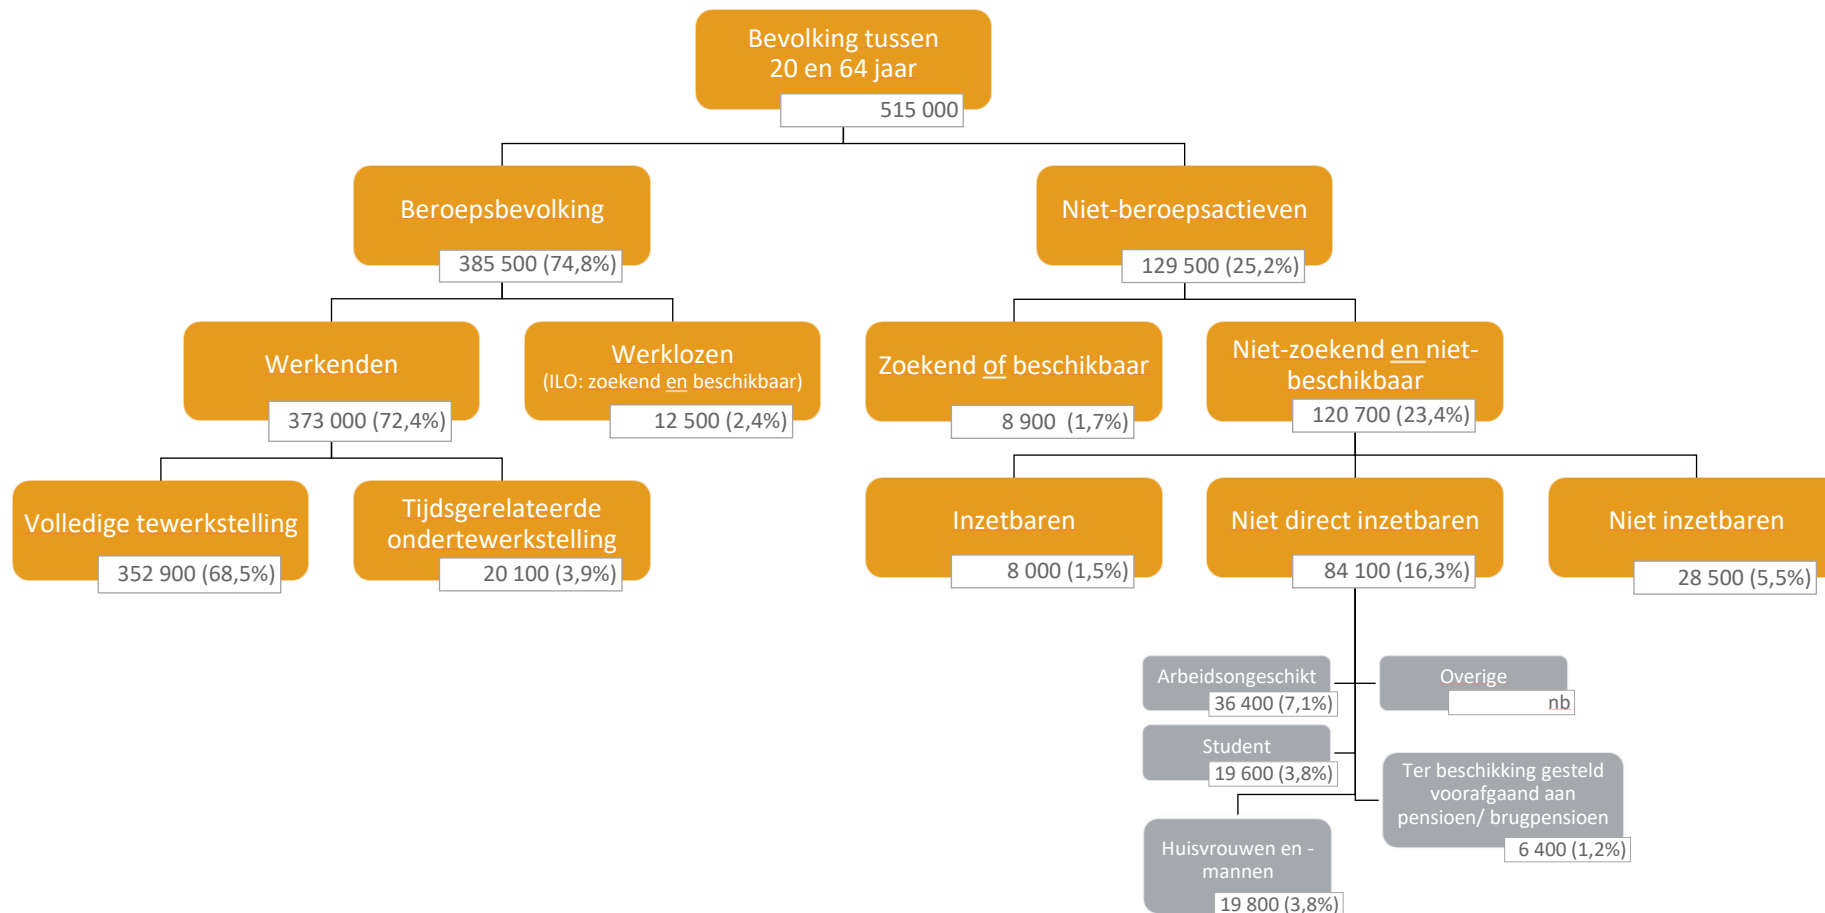 Bevolking tussen
20 en 64 jaar
515 000
Beroepsbevolking
385 500 (74,8%)
Niet-beroepsactieven
129 500 (25,2%)
Werkenden
373 000 (72,4%)
Werklozen
(ILO: zoekend en beschikbaar)
12 500 (2,4%)
Zoekend of beschikbaar
8 900 (1,7%)
Niet-zoekend en niet-
beschikbaar
120 700 (23,4%)
Volledige tewerkstelling
352 900 (68,5%)
Tijdsgerelateerde
ondertewerkstelling
20 100 (3,9%)
Inzetbaren
8 000 (1,5%)
Niet direct inzetbaren
84 100 (16,3%)
Niet inzetbaren
28 500 (5,5%)
Arbeidsongeschikt
36 400 (7,1%)
Overige
nb
Student
19 600 (3,8%)
Ter beschikking gesteld
voorafgaand aan
pensioen/ brugpensioen
6 400 (1,2%)
Huisvrouwen en -
mannen
19 800 (3,8%)